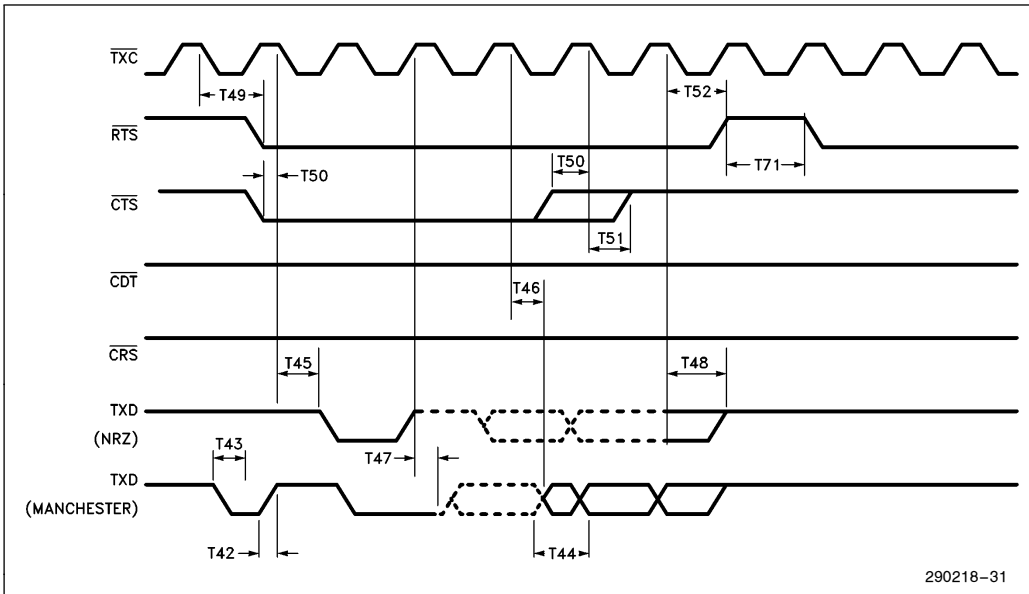 TXC
T49
T52
RTS
T50
T50
T71
CTS
T51
CDT
T46
CRS
T45
T48
TXD
(NRZ)
T43
T47
TXD
(MANCHESTER)
T42
T44
290218-31